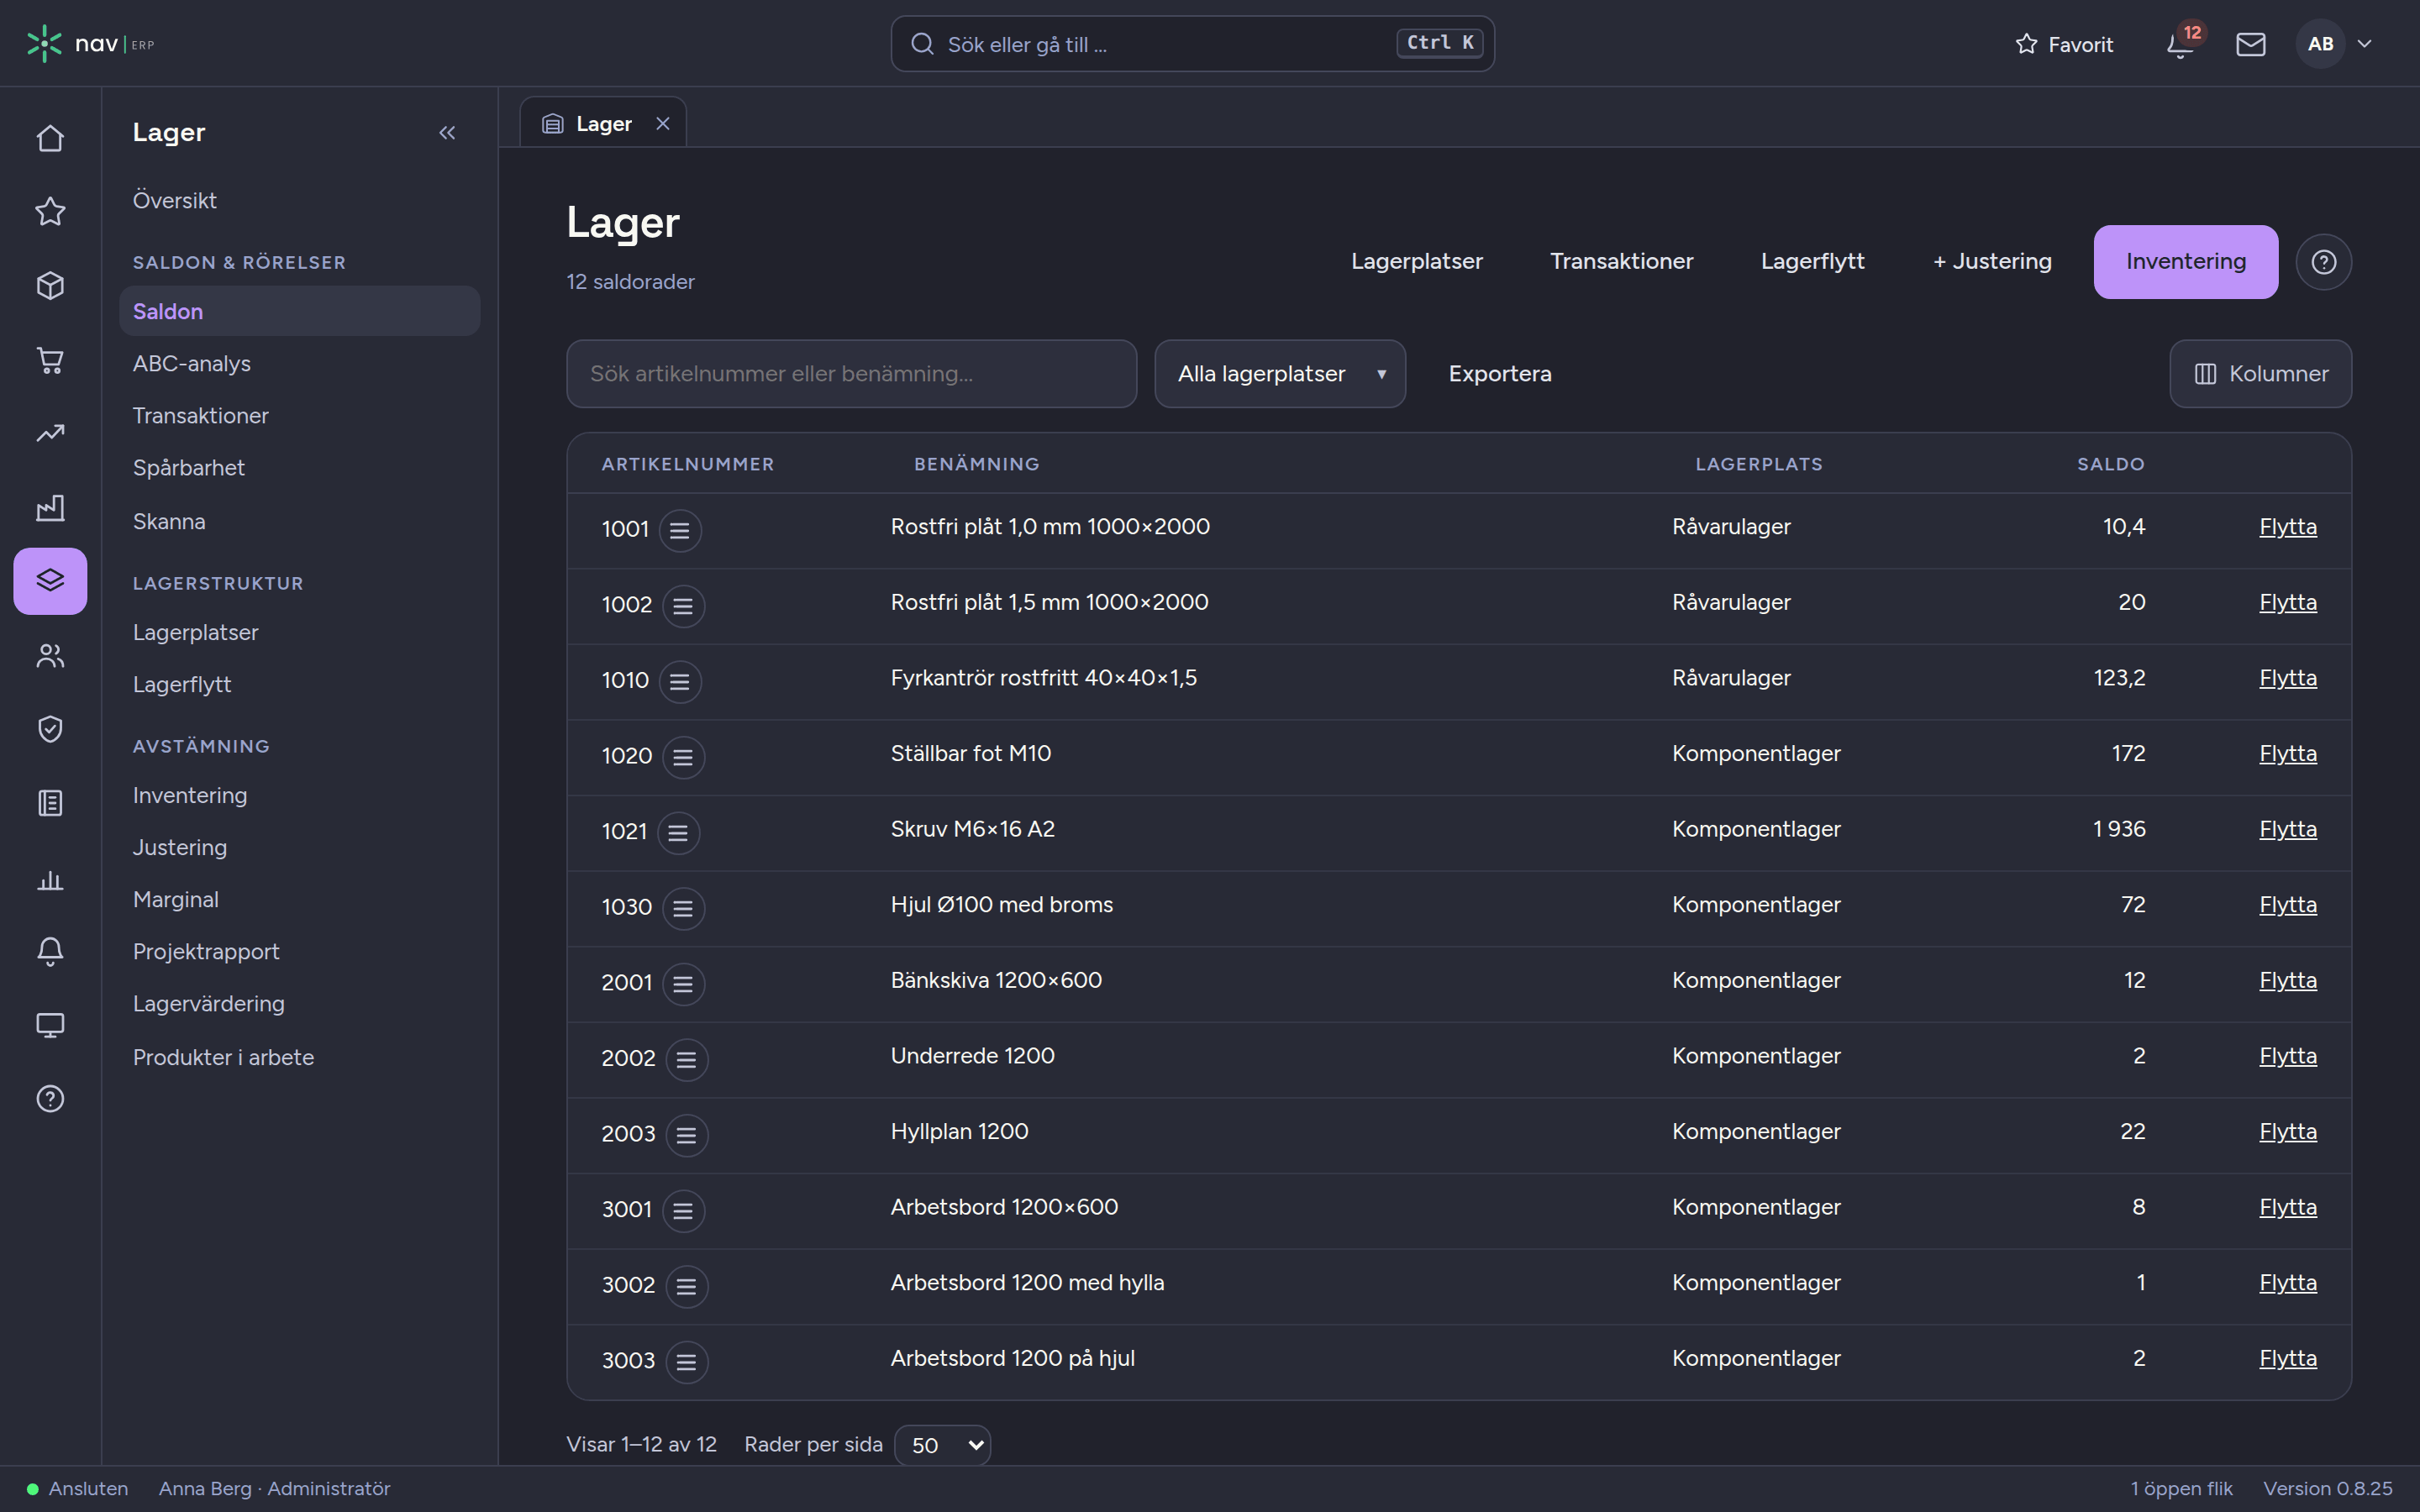 nav ERP
Sök eller gå till ... Ctrl K
Favorit
12
AB
Lager
Översikt
SALDON & RÖRELSER
Saldon
ABC-analys
Transaktioner
Spårbarhet
Skanna
LAGERSTRUKTUR
Lagerplatser
Lagerflytt
AVSTÄMNING
Inventering
Justering
Marginal
Projektrapport
Lagervärdering
Produkter i arbete
Lager
Lager
12 saldorader
Lagerplatser Transaktioner Lagerflytt + Justering Inventering
Sök artikelnummer eller benämning... Alla lagerplatser Exportera Kolumner
ARTIKELNUMMER BENÄMNING LAGERPLATS SALDO
1001 Rostfri plåt 1,0 mm 1000×2000 Råvarulager 10,4 Flytta
1002 Rostfri plåt 1,5 mm 1000×2000 Råvarulager 20 Flytta
1010 Fyrkantrör rostfritt 40×40×1,5 Råvarulager 123,2 Flytta
1020 Ställbar fot M10 Komponentlager 172 Flytta
1021 Skruv M6×16 A2 Komponentlager 1 936 Flytta
1030 Hjul Ø100 med broms Komponentlager 72 Flytta
2001 Bänkskiva 1200×600 Komponentlager 12 Flytta
2002 Underrede 1200 Komponentlager 2 Flytta
2003 Hyllplan 1200 Komponentlager 22 Flytta
3001 Arbetsbord 1200×600 Komponentlager 8 Flytta
3002 Arbetsbord 1200 med hylla Komponentlager 1 Flytta
3003 Arbetsbord 1200 på hjul Komponentlager 2 Flytta
Visar 1–12 av 12 Rader per sida 50
Ansluten Anna Berg · Administratör 1 öppen flik Version 0.8.25